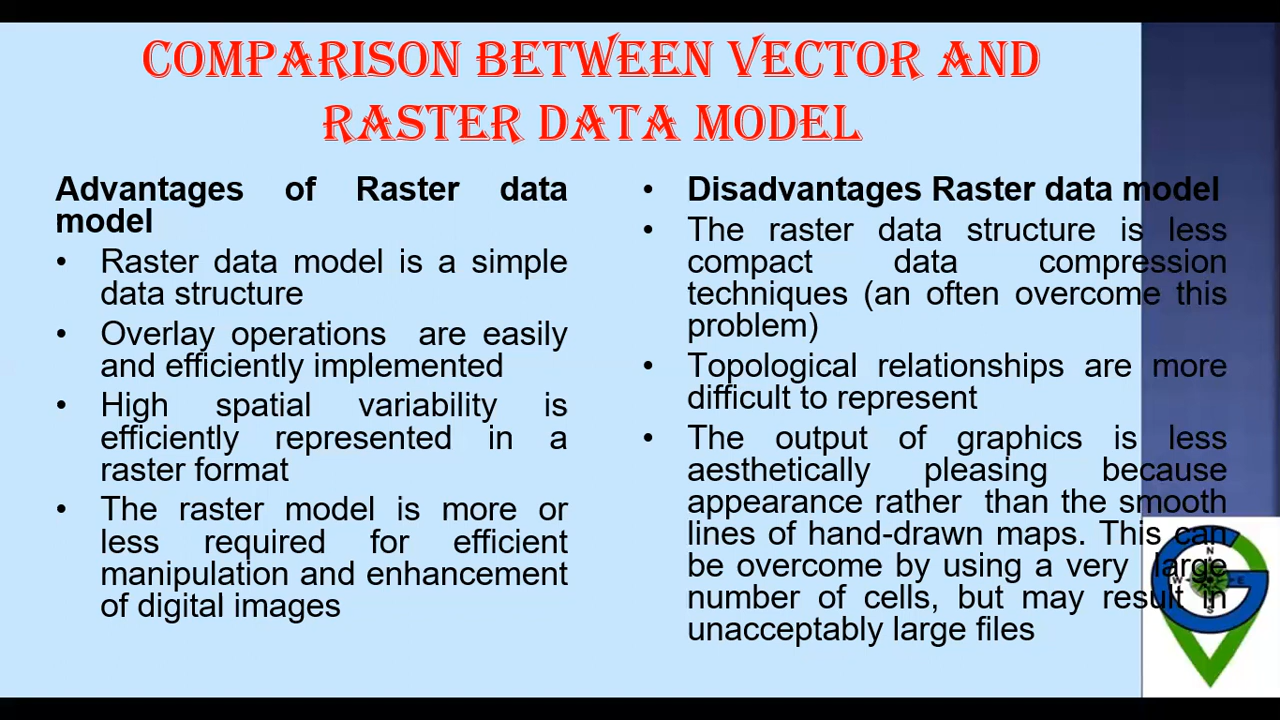 COMPARISON BETWEEN VECTOR AND
RASTER DATA MODEL
Advantages of Raster data
model
• Raster data model is a simple
data structure
• Overlay operations are easily
and efficiently implemented
• High spatial variability is
efficiently represented in a
raster format
• The raster model is more or
less required for efficient
manipulation and enhancement
of digital images
• Disadvantages Raster data model
• The raster data structure is less
compact data compression
techniques (an often overcome this
problem)
• Topological relationships are more
difficult to represent
• The output of graphics is less
aesthetically pleasing because
appearance rather than the smooth
lines of hand-drawn maps. This can
be overcome by using a very large
number of cells, but may result in
unacceptably large files
N
W E
S